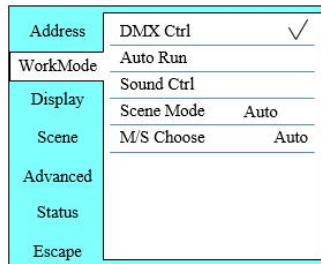 Address
WorkMode
Display
Scene
Advanced
Status
Escape
DMX Ctrl
Auto Run
Sound Ctrl
Scene Mode Auto
M/S Choose Auto